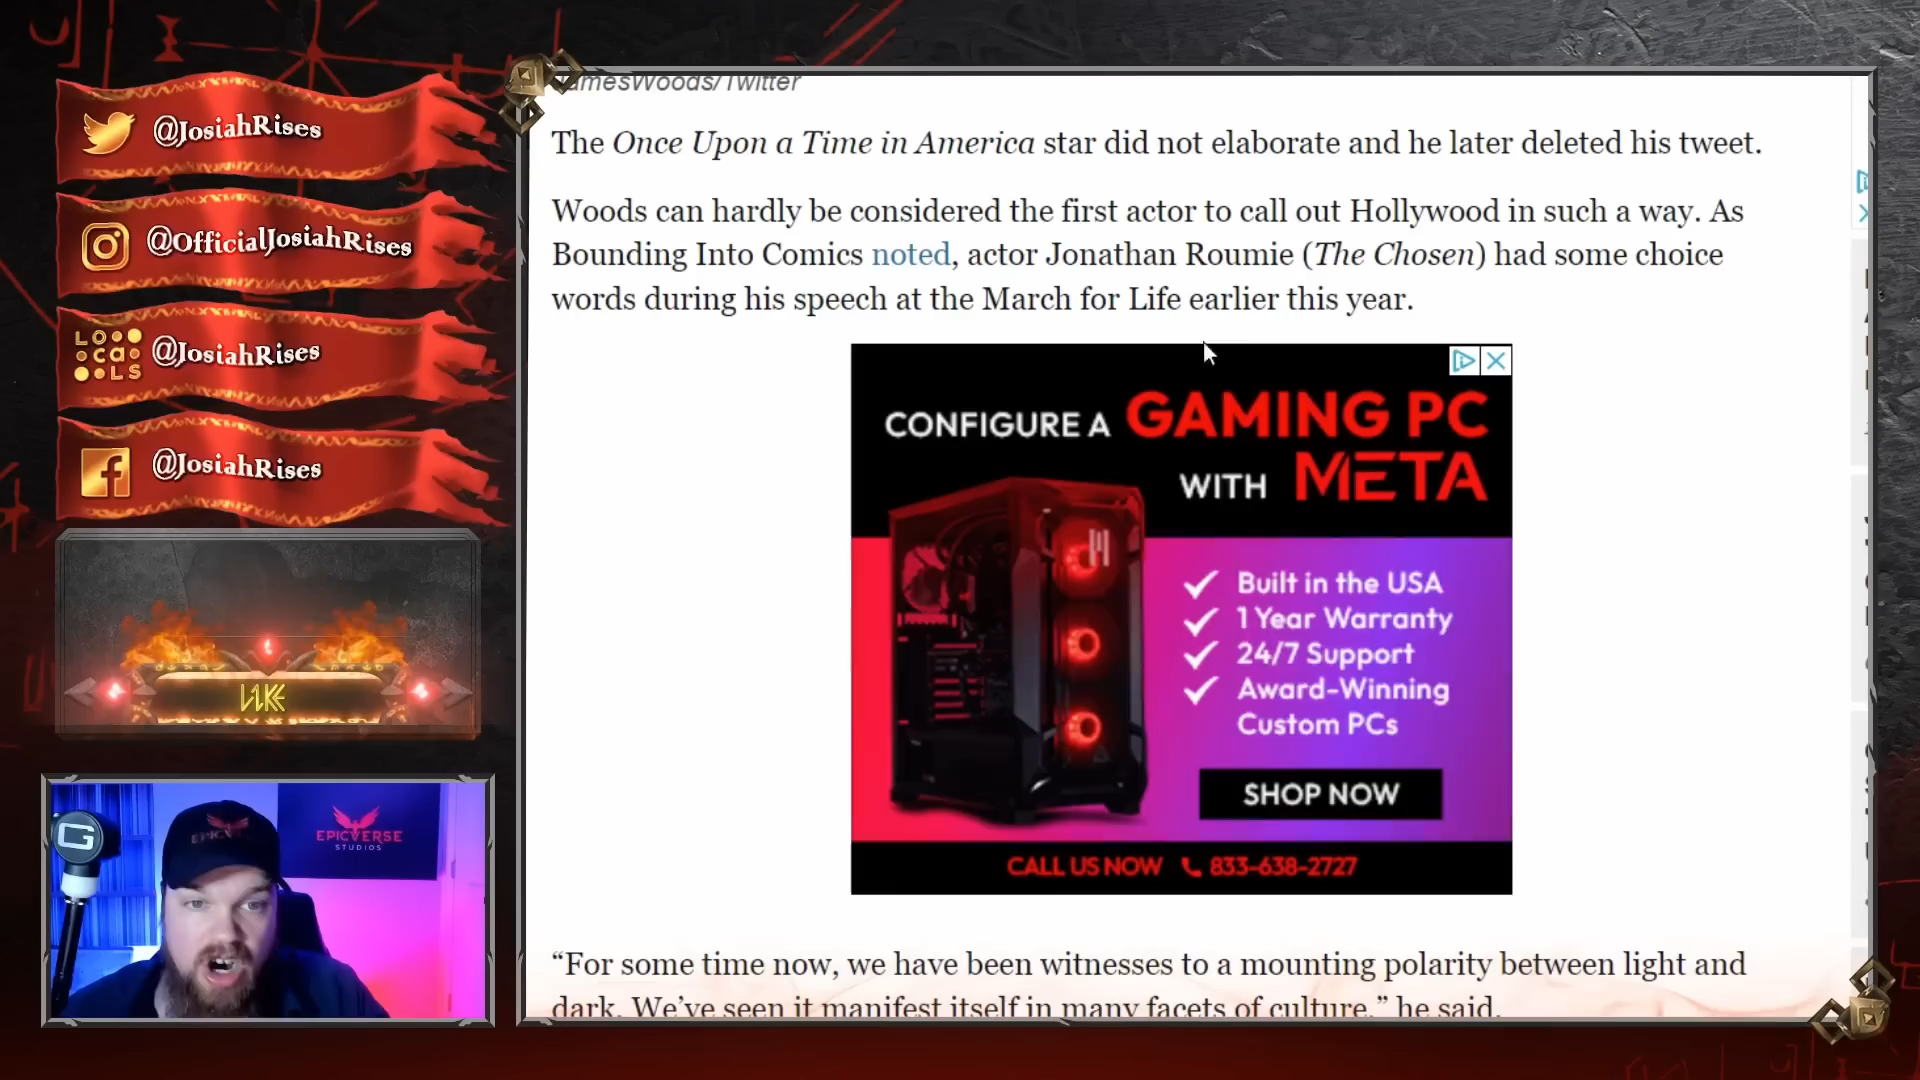 @JosiahRises
@OfficialJosiahRises
LO
ca
LS
@JosiahRises
@JosiahRises
LIKE
G
EPICVERSE
STUDIOS
amesWoods/Twitter
The Once Upon a Time in America star did not elaborate and he later deleted his tweet.
Woods can hardly be considered the first actor to call out Hollywood in such a way. As
Bounding Into Comics noted, actor Jonathan Roumie (The Chosen) had some choice
words during his speech at the March for Life earlier this year.
CONFIGURE A GAMING PC
WITH META
Built in the USA
1 Year Warranty
24/7 Support
Award-Winning
Custom PCs
SHOP NOW
CALL US NOW 833-638-2727
“For some time now, we have been witnesses to a mounting polarity between light and
dark. We’ve seen it manifest itself in many facets of culture,” he said.